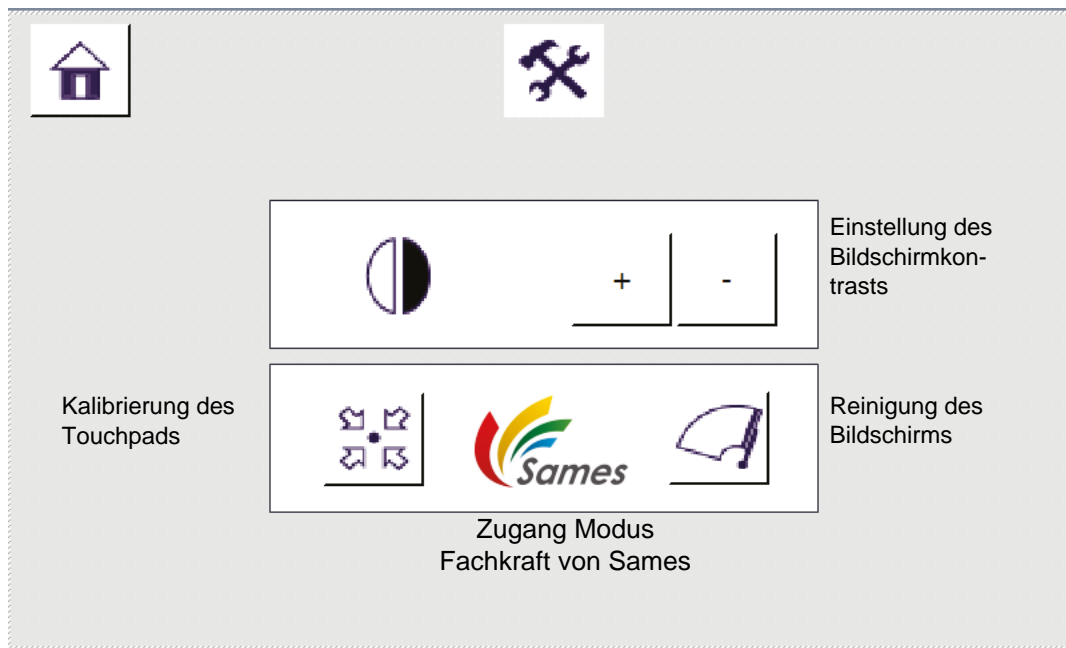 Einstellung des
Bildschirmkon-
trasts
+ -
Kalibrierung des
Touchpads
Sames
Reinigung des
Bildschirms
Zugang Modus
Fachkraft von Sames